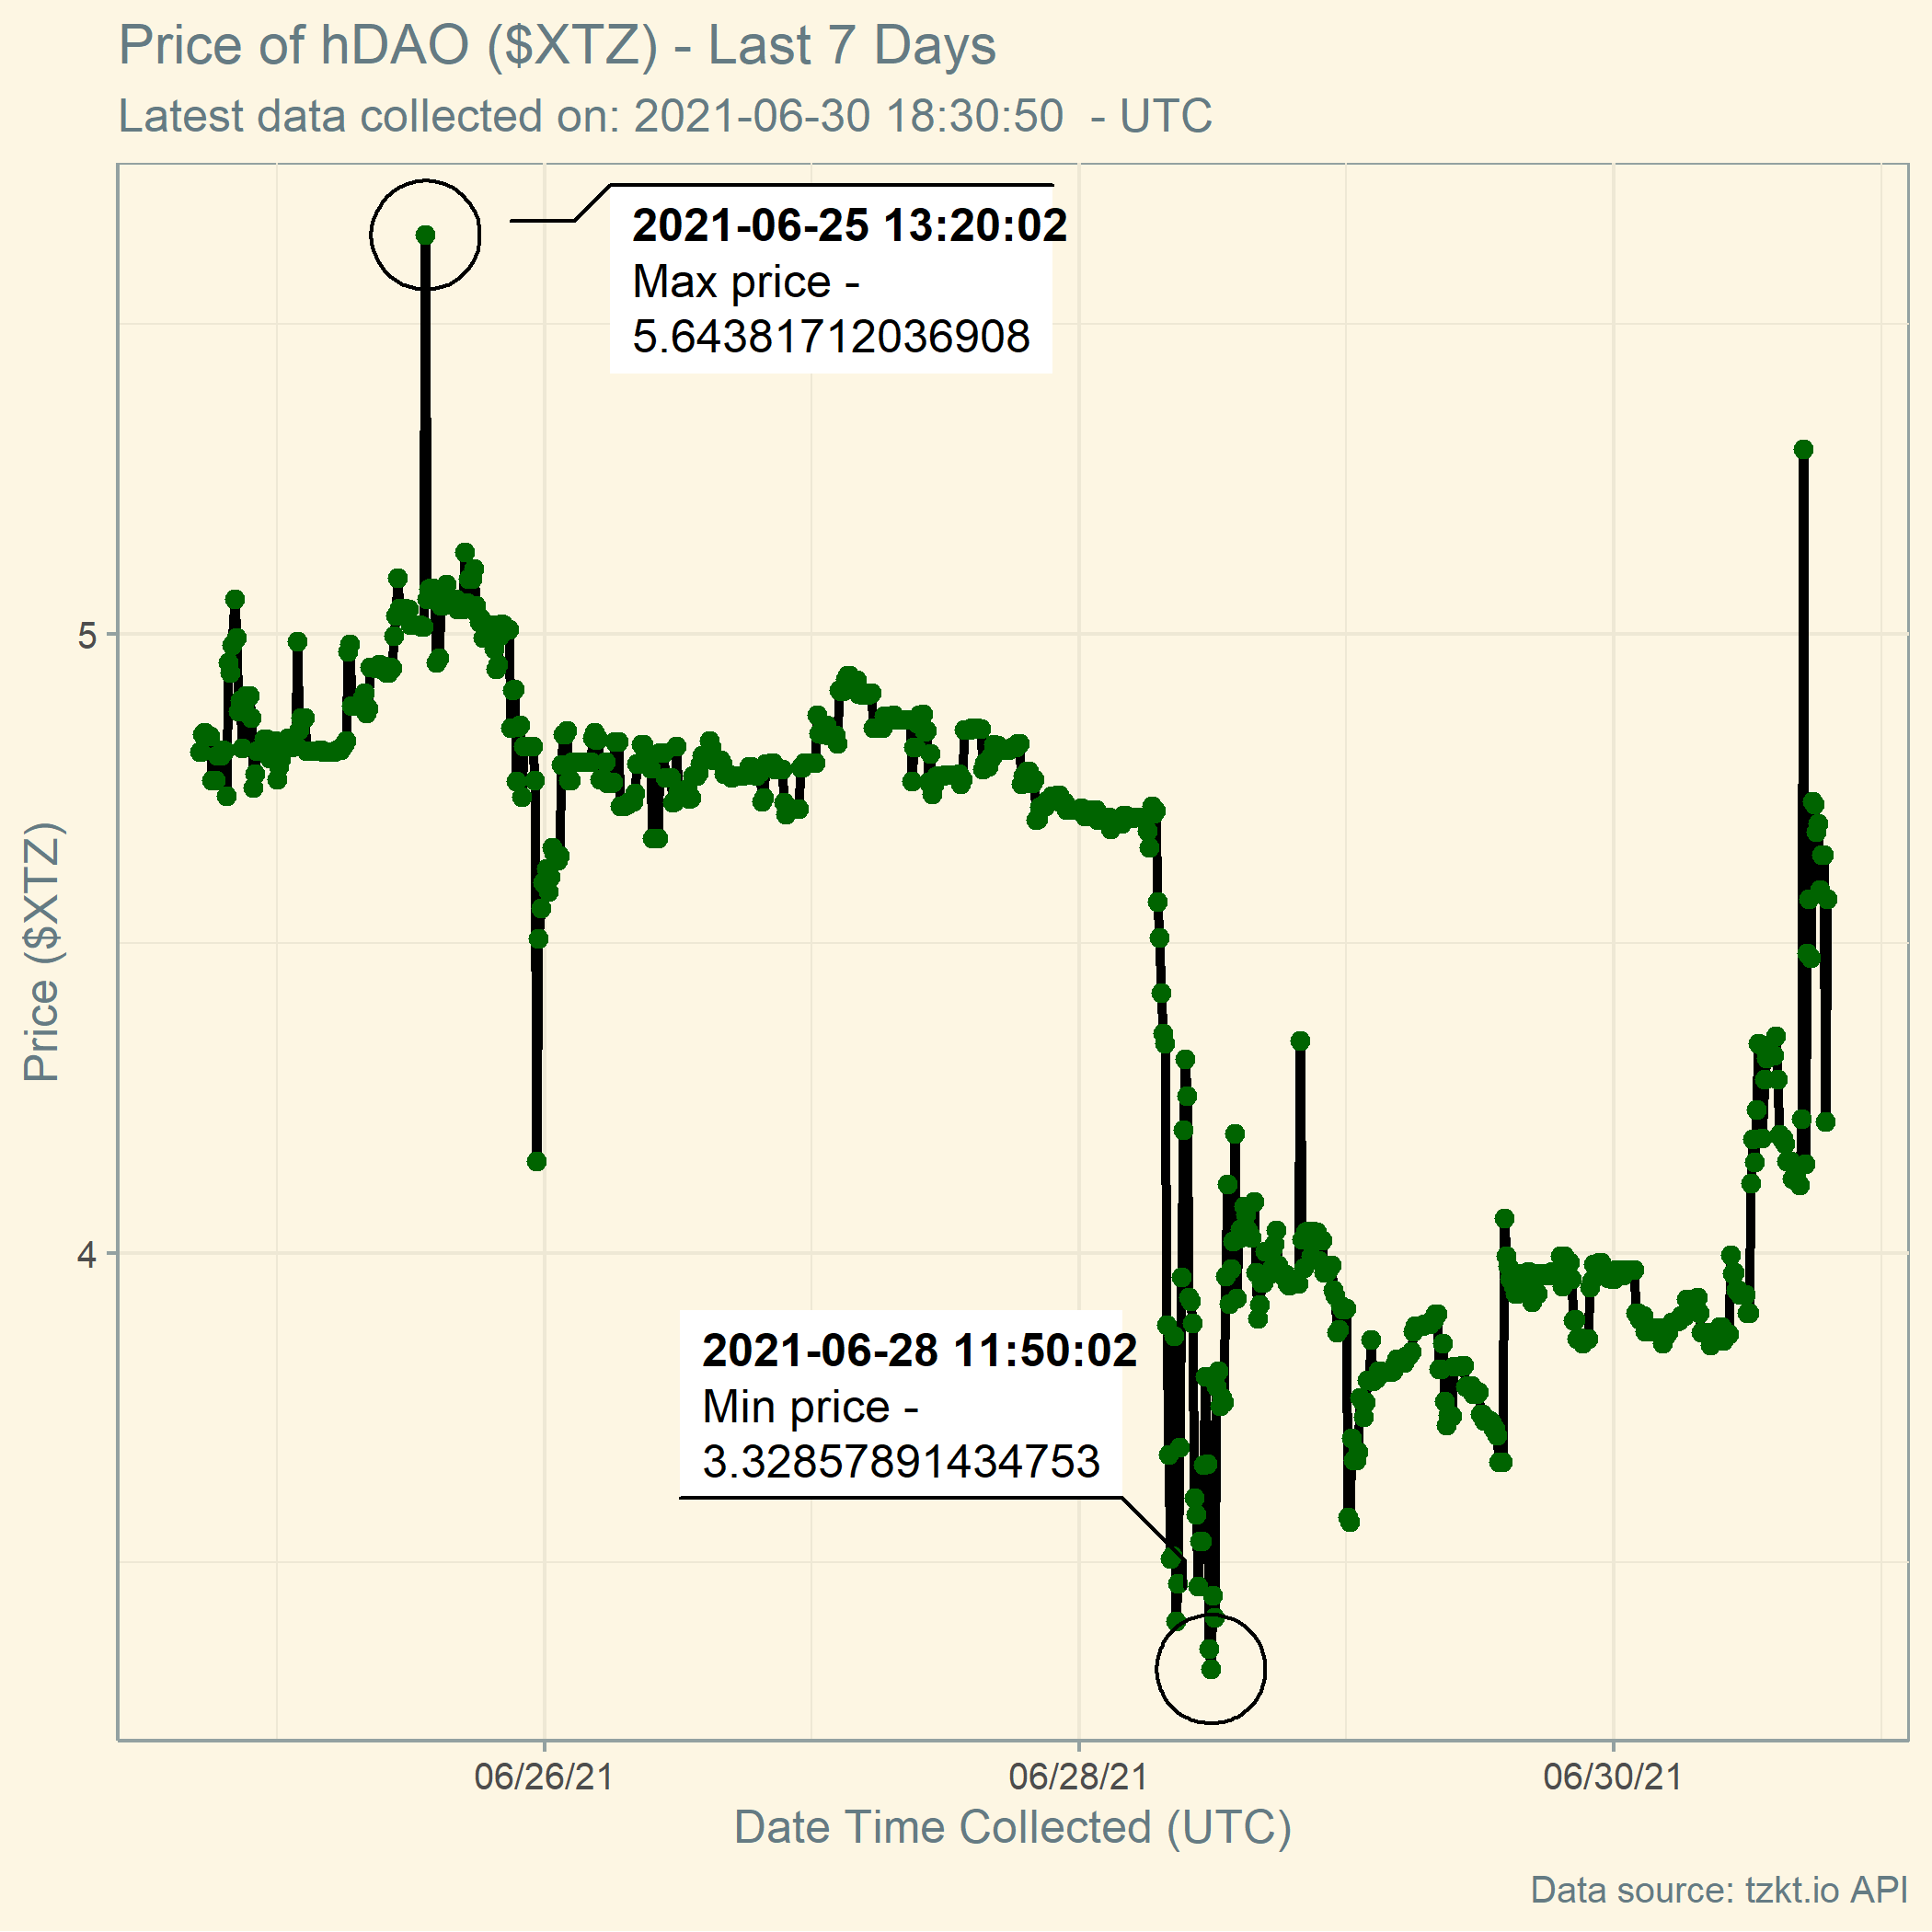 Price of hDAO ($XTZ) - Last 7 Days
Latest data collected on: 2021-06-30 18:30:50  - UTC
2021-06-25 13:20:02
Max price -
5.64381712036908
5
Price ($XTZ)
4
2021-06-28 11:50:02
Min price -
3.32857891434753
06/26/21
06/28/21
06/30/21
Date Time Collected (UTC)
Data source: tzkt.io API